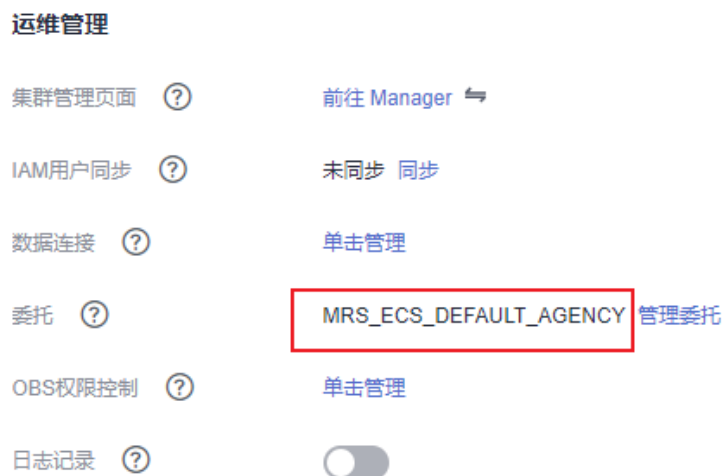 运维管理
集群管理页面 ? 前往 Manager
IAM用户同步 ? 未同步 同步
数据连接 ? 单击管理
委托 ? MRS_ECS_DEFAULT_AGENCY 管理委托
OBS权限控制 ? 单击管理
日志记录 ?